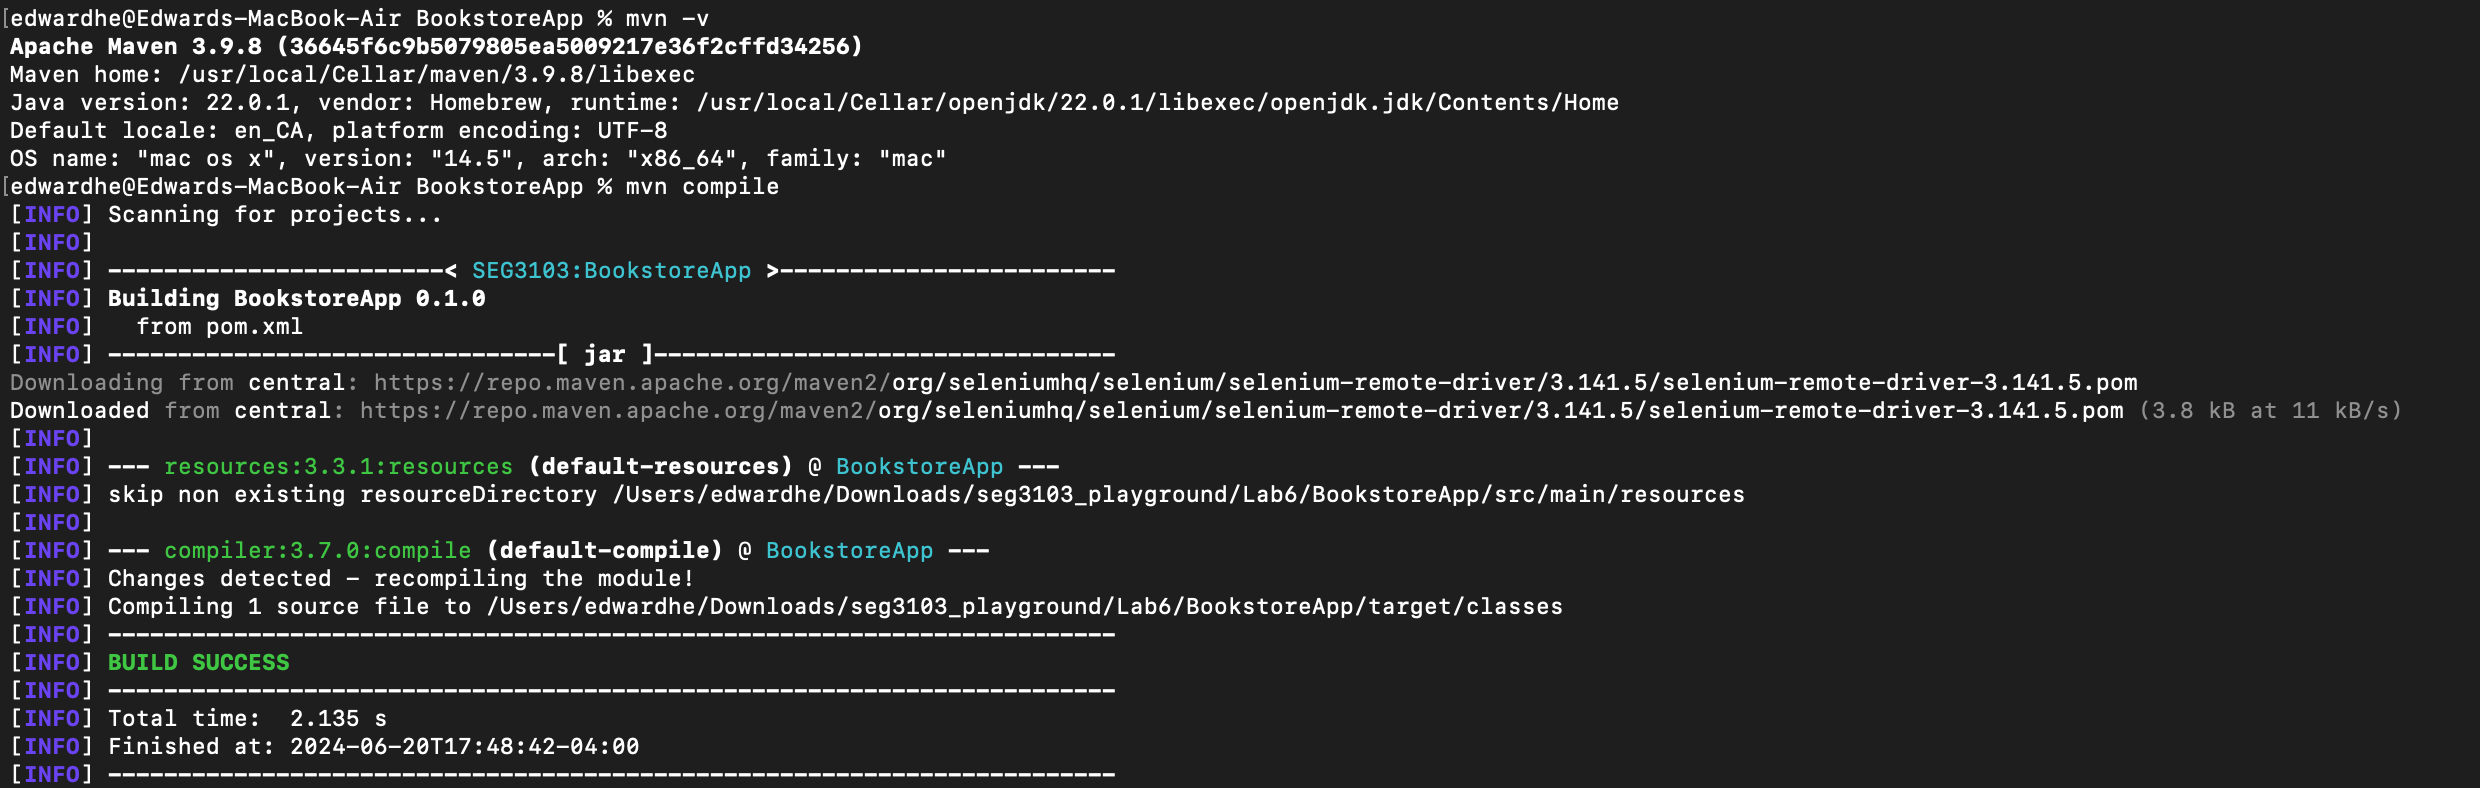 [edwardhe@Edwards-MacBook-Air BookstoreApp % mvn -v
Apache Maven 3.9.8 (36645f6c9b5079805ea5009217e36f2cffd34256)
Maven home: /usr/local/Cellar/maven/3.9.8/libexec
Java version: 22.0.1, vendor: Homebrew, runtime: /usr/local/Cellar/openjdk/22.0.1/libexec/openjdk.jdk/Contents/Home
Default locale: en_CA, platform encoding: UTF-8
OS name: "mac os x", version: "14.5", arch: "x86_64", family: "mac"
[edwardhe@Edwards-MacBook-Air BookstoreApp % mvn compile
[INFO] Scanning for projects...
[INFO]
[INFO] ------------------------< SEG3103:BookstoreApp >------------------------
[INFO] Building BookstoreApp 0.1.0
[INFO]   from pom.xml
[INFO] --------------------------------[ jar ]---------------------------------
Downloading from central: https://repo.maven.apache.org/maven2/org/seleniumhq/selenium/selenium-remote-driver/3.141.5/selenium-remote-driver-3.141.5.pom
Downloaded from central: https://repo.maven.apache.org/maven2/org/seleniumhq/selenium/selenium-remote-driver/3.141.5/selenium-remote-driver-3.141.5.pom (3.8 kB at 11 kB/s)
[INFO]
[INFO] --- resources:3.3.1:resources (default-resources) @ BookstoreApp ---
[INFO] skip non existing resourceDirectory /Users/edwardhe/Downloads/seg3103_playground/Lab6/BookstoreApp/src/main/resources
[INFO]
[INFO] --- compiler:3.7.0:compile (default-compile) @ BookstoreApp ---
[INFO] Changes detected - recompiling the module!
[INFO] Compiling 1 source file to /Users/edwardhe/Downloads/seg3103_playground/Lab6/BookstoreApp/target/classes
[INFO] ------------------------------------------------------------------------
[INFO] BUILD SUCCESS
[INFO] ------------------------------------------------------------------------
[INFO] Total time:  2.135 s
[INFO] Finished at: 2024-06-20T17:48:42-04:00
[INFO] ------------------------------------------------------------------------